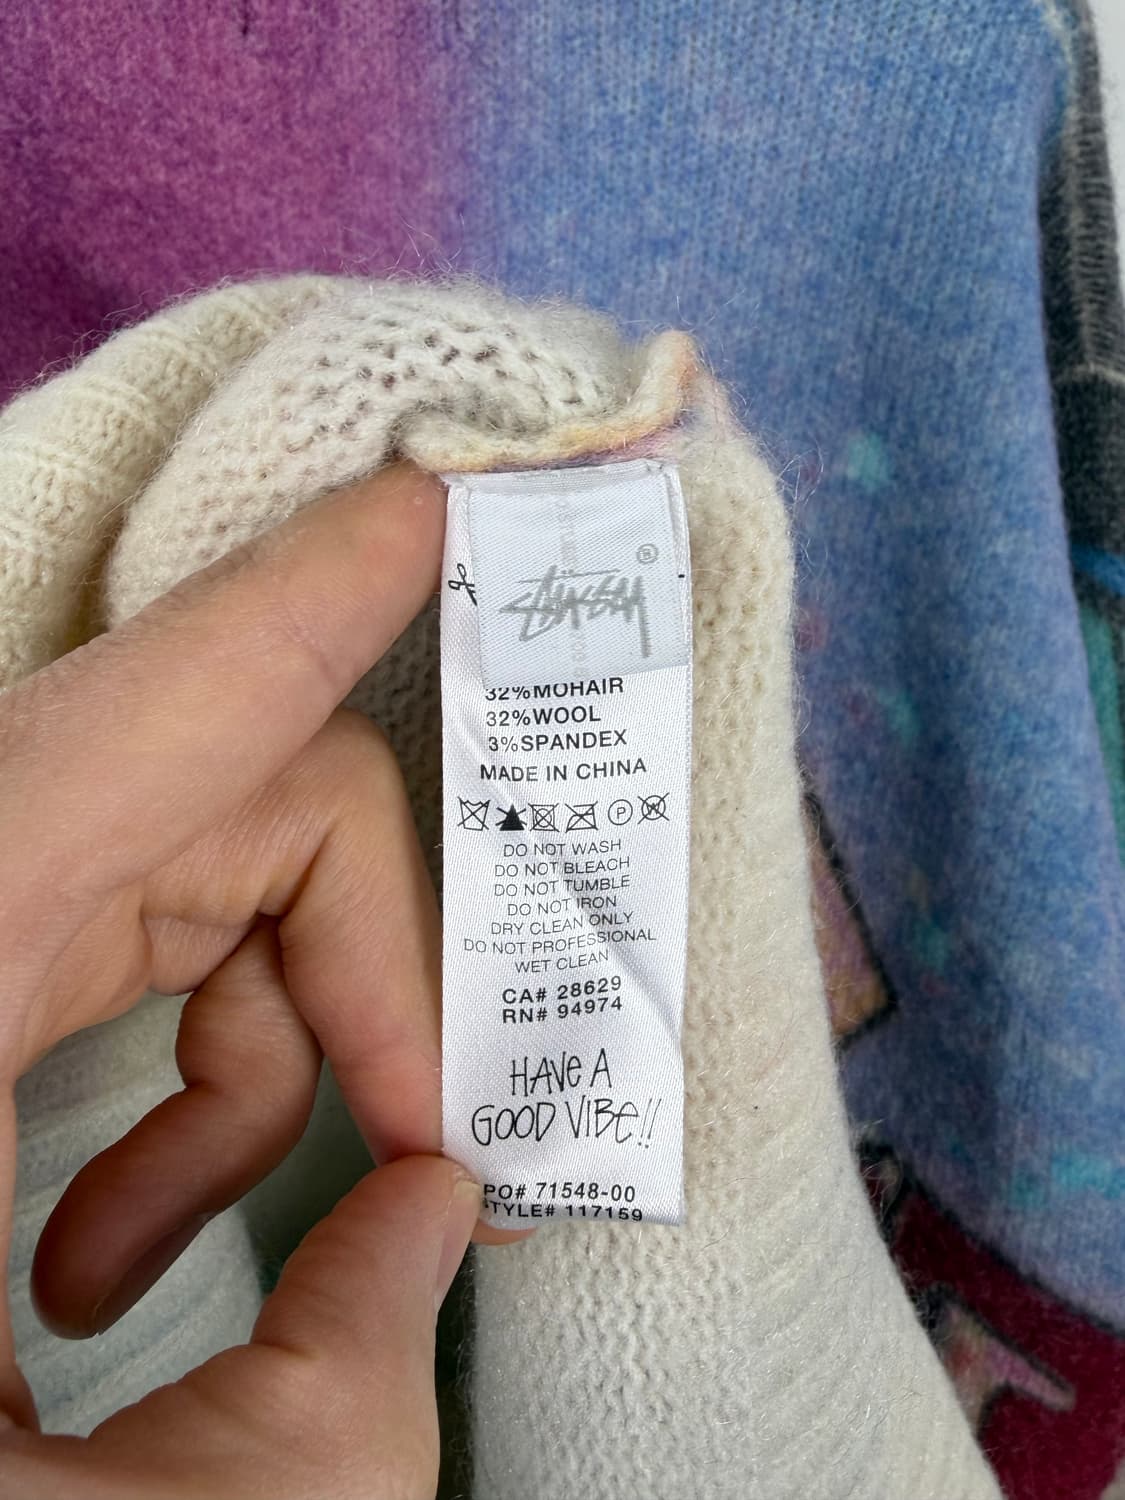 STÜSSY ®
32%MOHAIR
32%WOOL
3%SPANDEX
MADE IN CHINA
P W
DO NOT WASH
DO NOT BLEACH
DO NOT TUMBLE
DO NOT IRON
DRY CLEAN ONLY
DO NOT PROFESSIONAL
WET CLEAN
CA# 28629
RN# 94974
HAVE A
GOOD VIBE!!
PO# 71548-00
STYLE# 117159